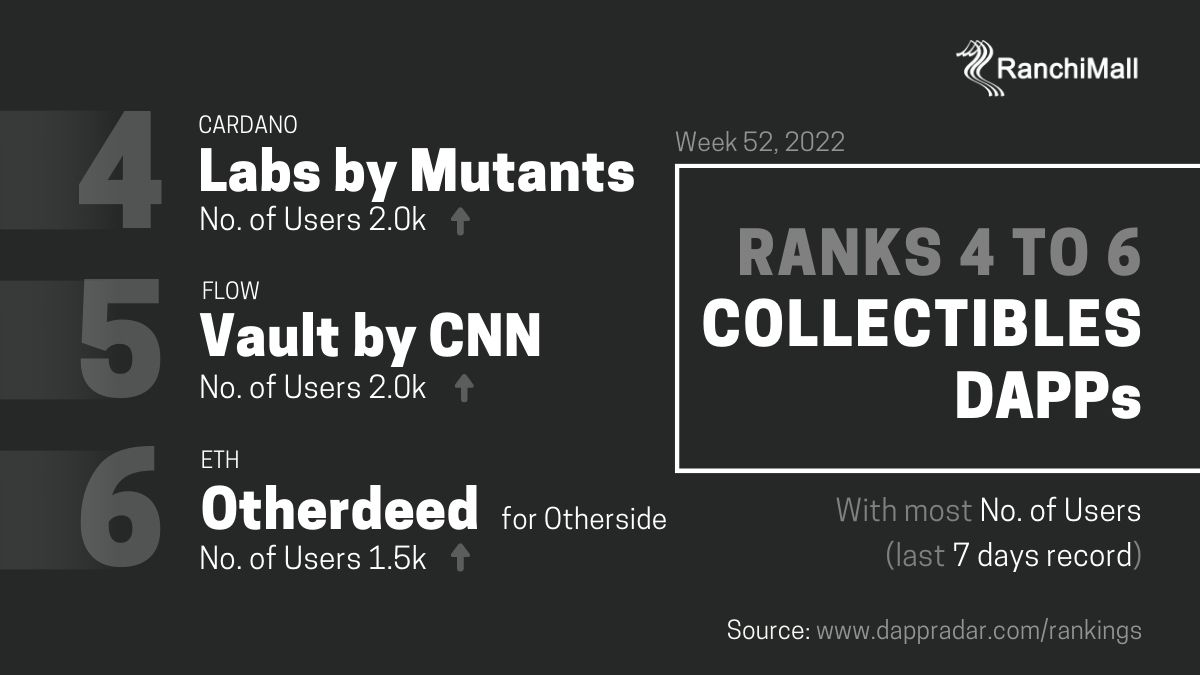 RanchiMall
4
CARDANO
Labs by Mutants
No. of Users 2.0k
5
FLOW
Vault by CNN
No. of Users 2.0k
6
ETH
Otherdeed for Otherside
No. of Users 1.5k
Week 52, 2022
RANKS 4 TO 6
COLLECTIBLES
DAPPs
With most No. of Users
(last 7 days record)
Source: www.dappradar.com/rankings